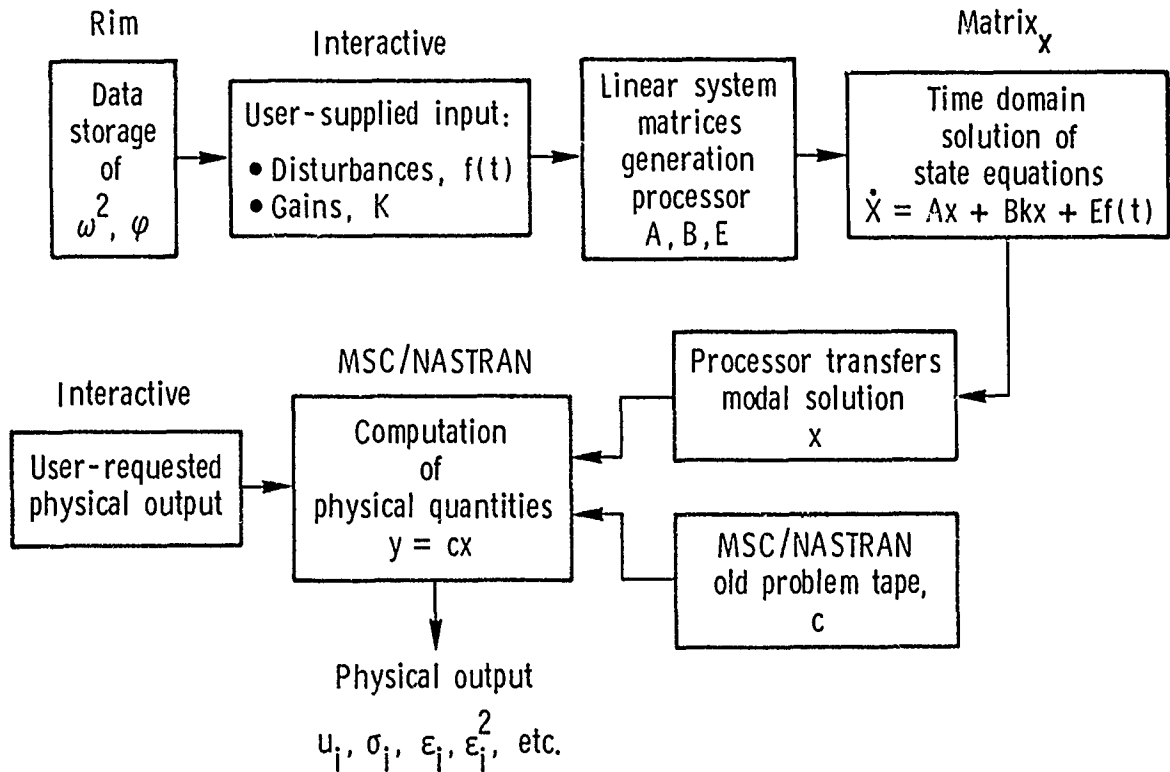 Rim
Data
storage
of
ω², φ
Interactive
User-supplied input:
• Disturbances, f(t)
• Gains, K
Linear system
matrices
generation
processor
A, B, E
Matrixₓ
Time domain
solution of
state equations
Ẋ = Ax + Bkx + Ef(t)
Processor transfers
modal solution
x
MSC/NASTRAN
old problem tape,
c
Interactive
User-requested
physical output
MSC/NASTRAN
Computation
of
physical quantities
y = cx
Physical output
uᵢ, σᵢ, εᵢ, εᵢ², etc.